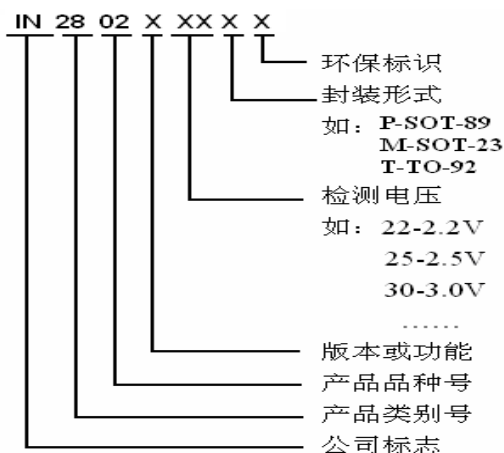 IN 28 02 X XX X X
环保标识
封装形式
如：P-SOT-89
M-SOT-23
T-TO-92
检测电压
如：22-2.2V
25-2.5V
30-3.0V
......
版本或功能
产品品种号
产品类别号
公司标志